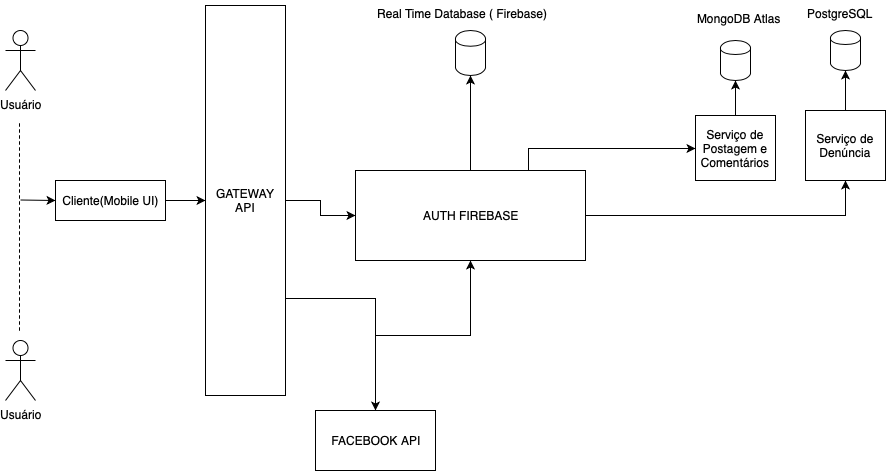 Real Time Database ( Firebase)
MongoDB Atlas
PostgreSQL
Usuário
Serviço de
Postagem e
Comentários
Serviço de
Denúncia
Cliente(Mobile UI)
GATEWAY
API
AUTH FIREBASE
Usuário
FACEBOOK API